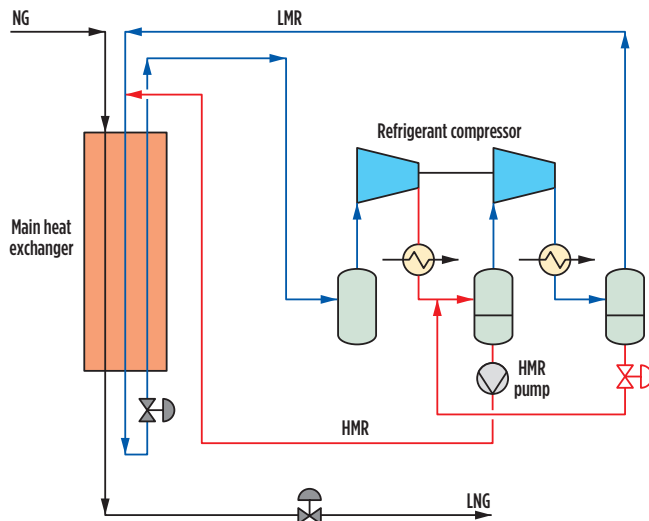 NG
LMR
Refrigerant compressor
Main heat
exchanger
HMR
pump
HMR
LNG